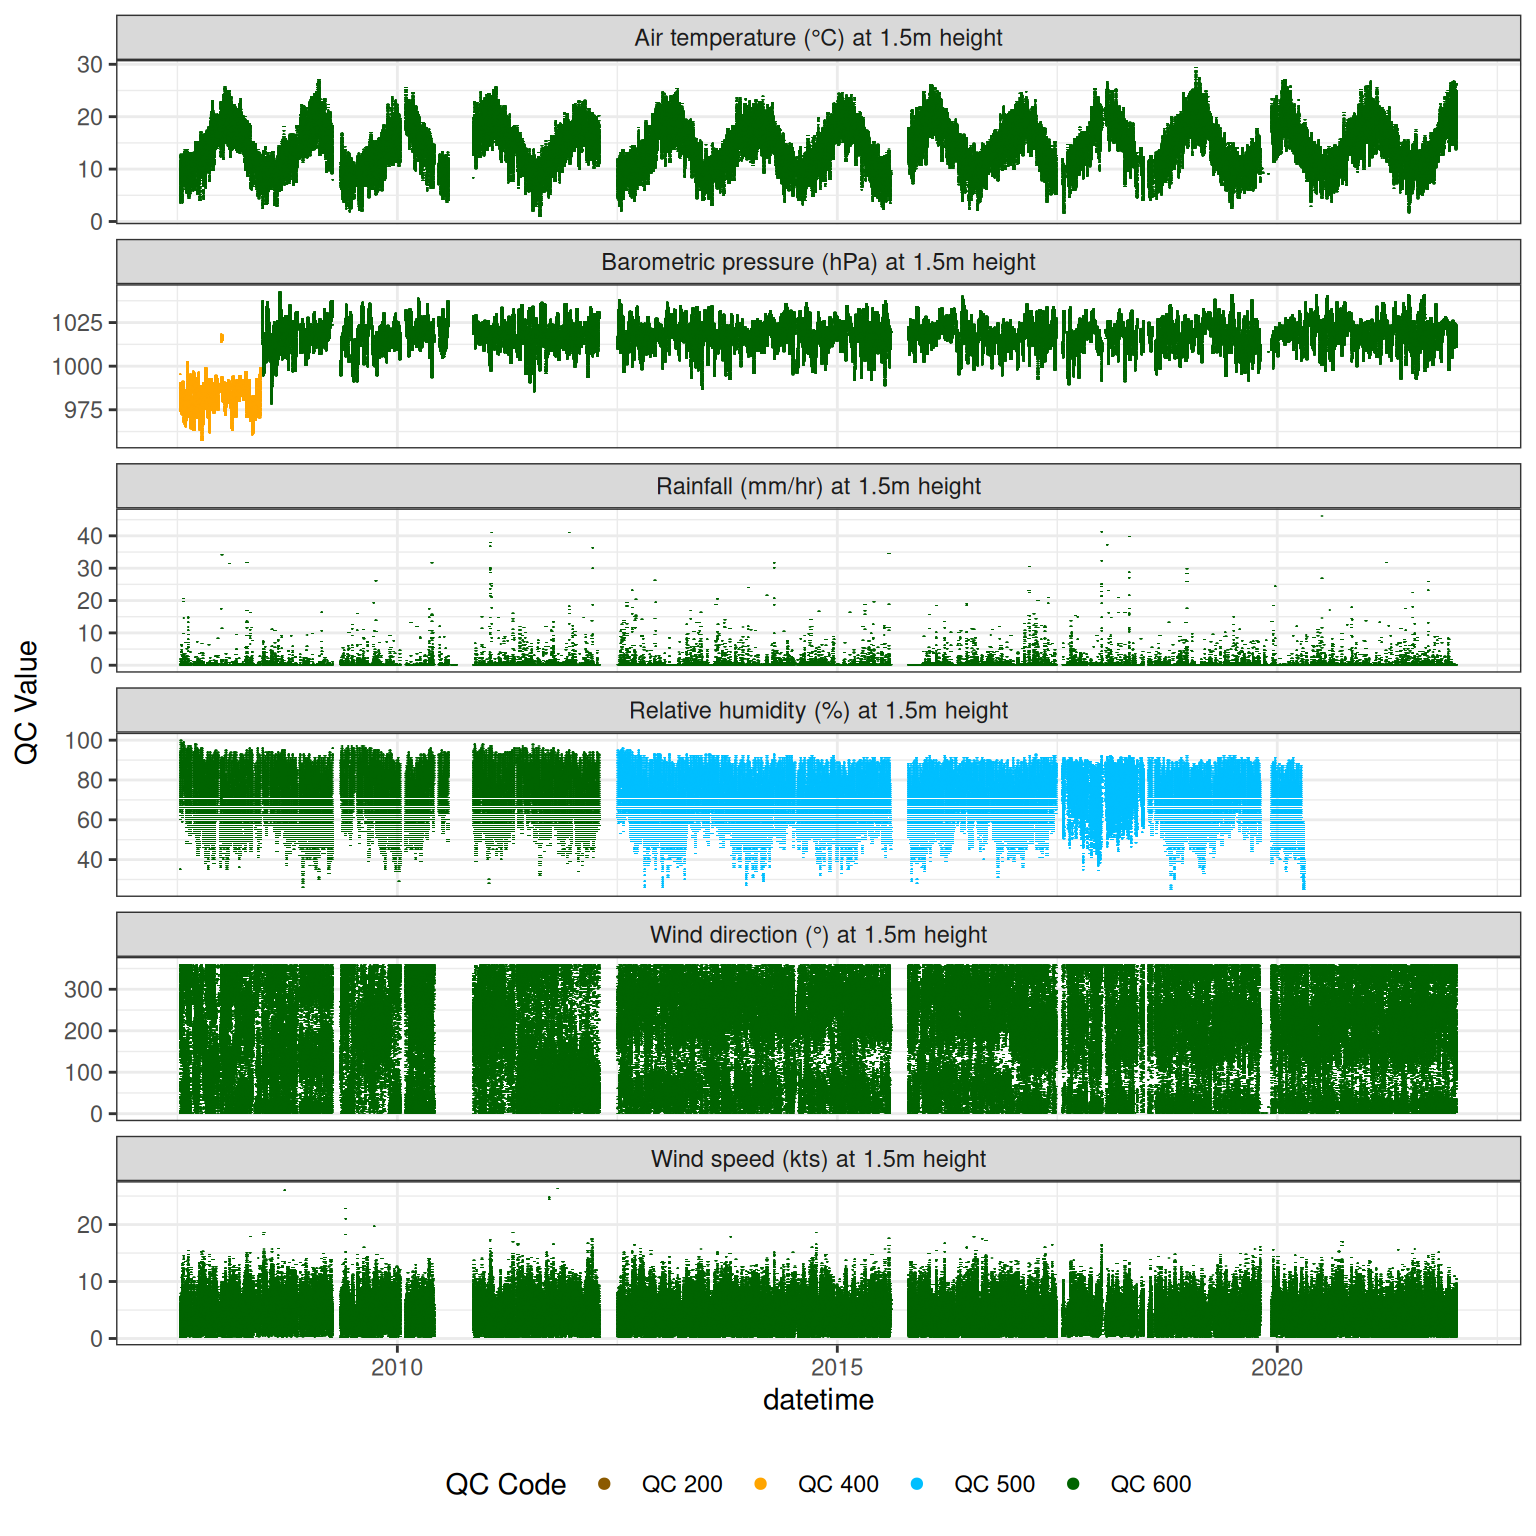 Air temperature (°C) at 1.5m height
30
20
10
0
Barometric pressure (hPa) at 1.5m height
1025
1000
975
Rainfall (mm/hr) at 1.5m height
40
30
20
10
0
QC Value
Relative humidity (%) at 1.5m height
100
80
60
40
Wind direction (°) at 1.5m height
300
200
100
0
Wind speed (kts) at 1.5m height
20
10
0
2010 2015 2020
datetime
QC Code QC 200 QC 400 QC 500 QC 600